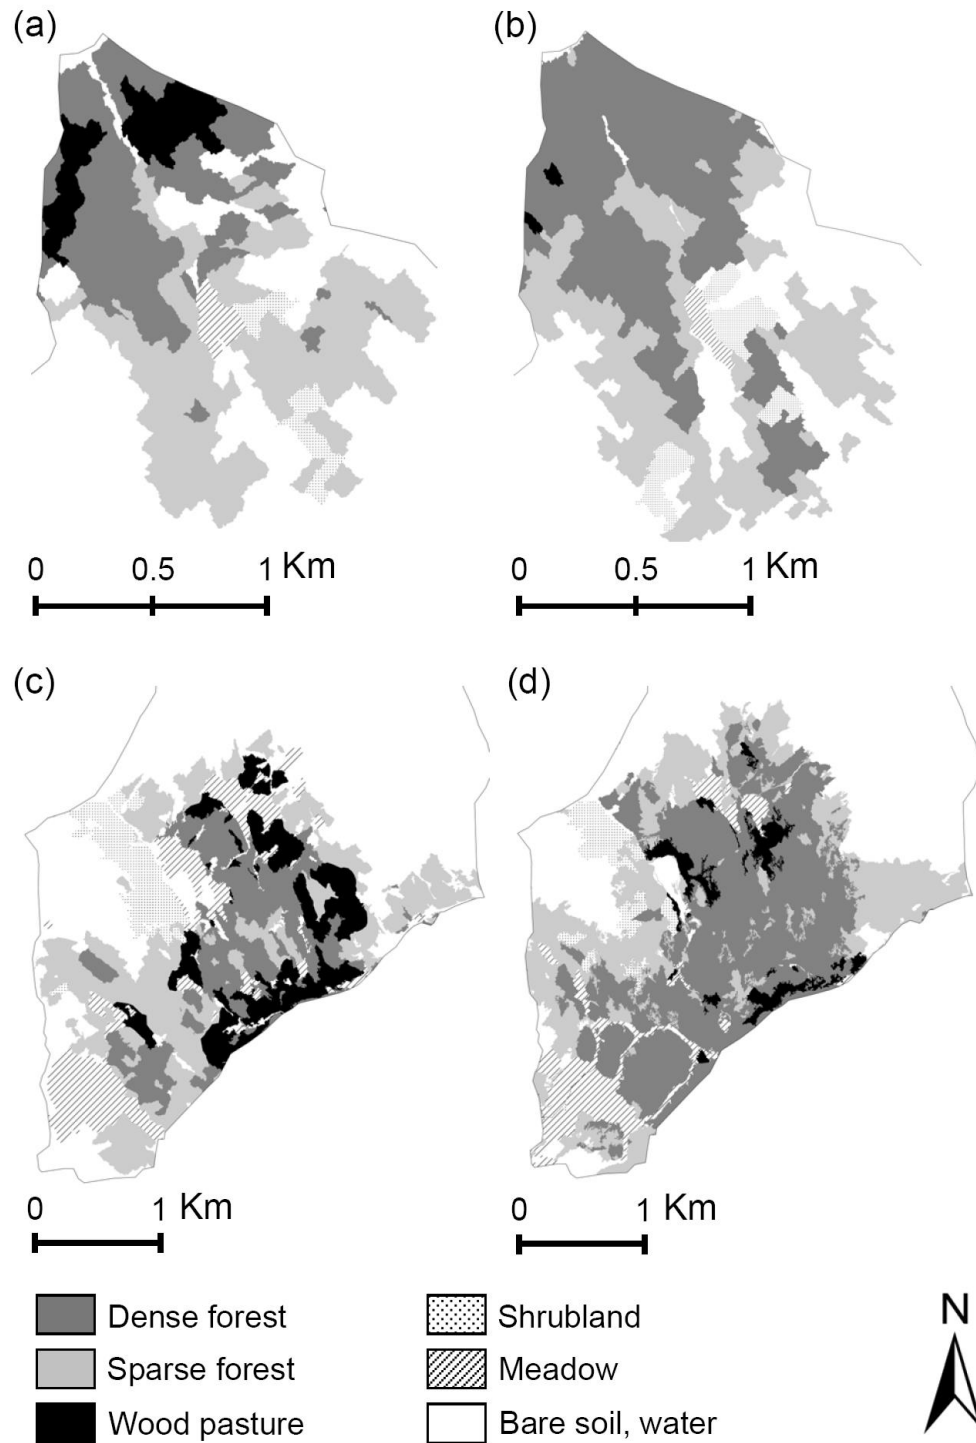 (a) (b)
0 0.5 1 Km 0 0.5 1 Km
(c) (d)
0 1 Km 0 1 Km
Dense forest Shrubland N
Sparse forest Meadow
Wood pasture Bare soil, water